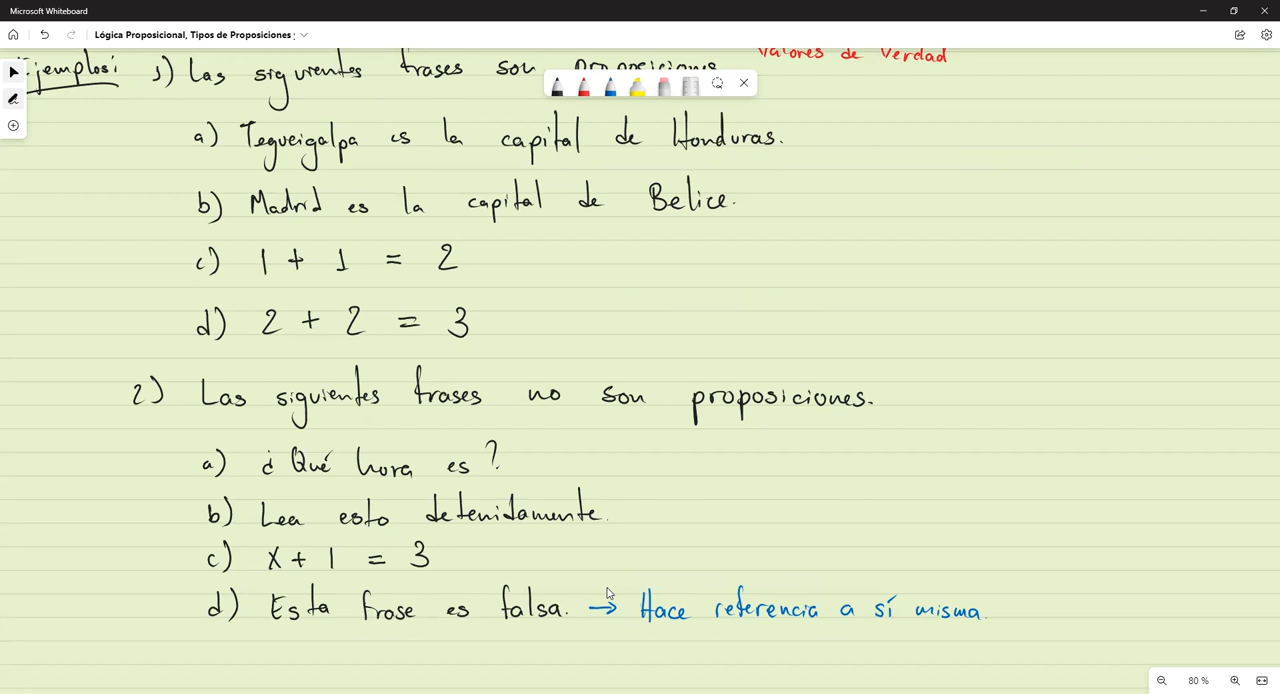 Microsoft Whiteboard
Lógica Proposicional, Tipos de Proposiciones
Valores de Verdad
Ejemplos: 1) Las siguientes frases son proposiciones
a) Tegucigalpa es la capital de Honduras.
b) Madrid es la capital de Belice.
c) 1 + 1 = 2
d) 2 + 2 = 3
2) Las siguientes frases no son proposiciones.
a) ¿Qué hora es?
b) Lea esto detenidamente.
c) x + 1 = 3
d) Esta frase es falsa. → Hace referencia a sí misma.
80 %